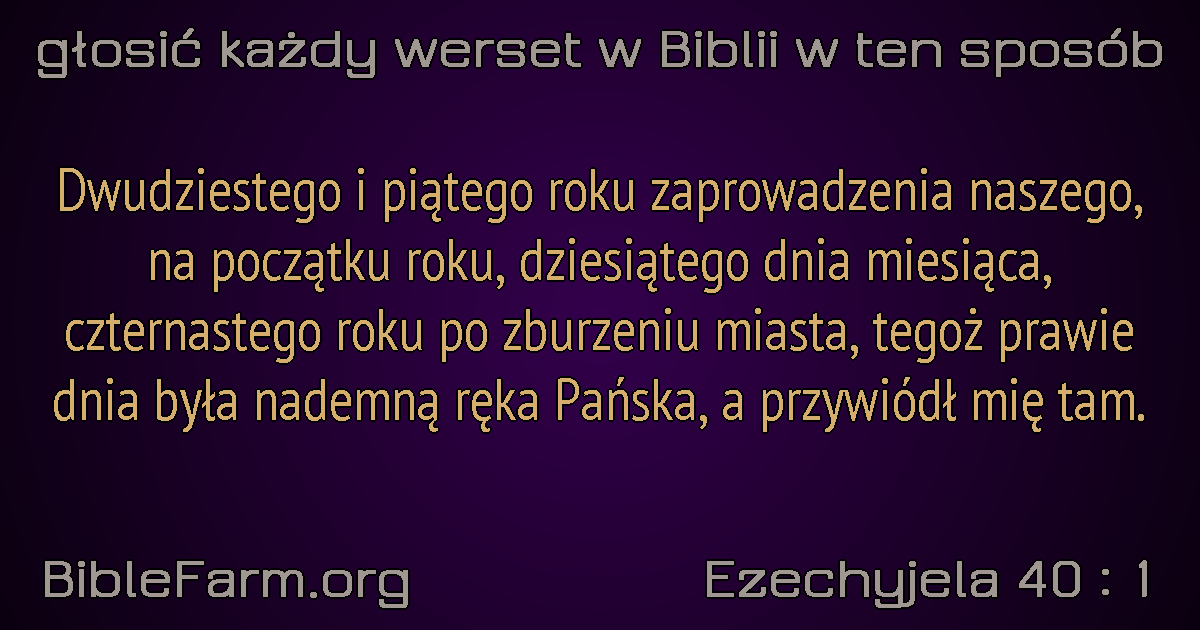 głosić każdy werset w Biblii w ten sposób
Dwudziestego i piątego roku zaprowadzenia naszego,
na początku roku, dziesiątego dnia miesiąca,
czternastego roku po zburzeniu miasta, tegoż prawie
dnia była nademną ręka Pańska, a przywiódł mię tam.
BibleFarm.org
Ezechyjela 40 : 1